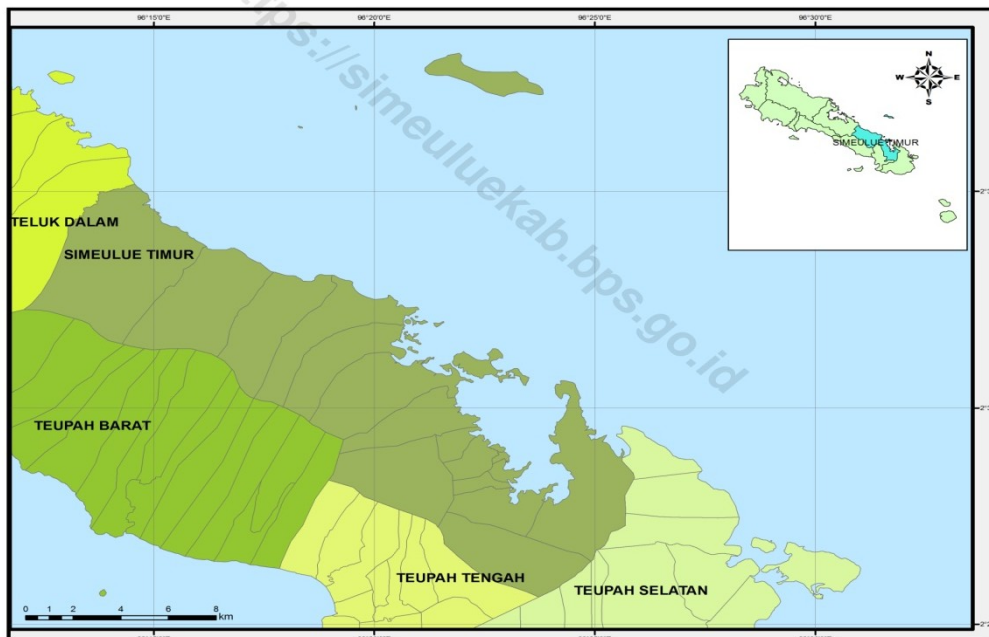 96°15'0"E
96°20'0"E
96°25'0"E
96°30'0"E
N
W
E
S
SIMEULUE TIMUR
TELUK DALAM
SIMEULUE TIMUR
TEUPAH BARAT
TEUPAH TENGAH
TEUPAH SELATAN
0 1 2 4 6 8
km
simeuluekab.bps.go.id